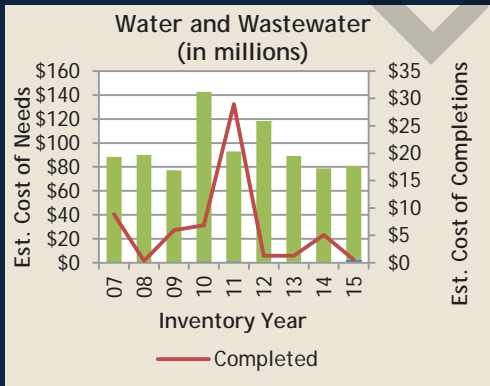 Water and Wastewater
(in millions)
Est. Cost of Needs
$160
$140
$120
$100
$80
$60
$40
$20
$0
$35
$30
$25
$20
$15
$10
$5
$0
Est. Cost of Completions
07 08 09 10 11 12 13 14 15
Inventory Year
Completed